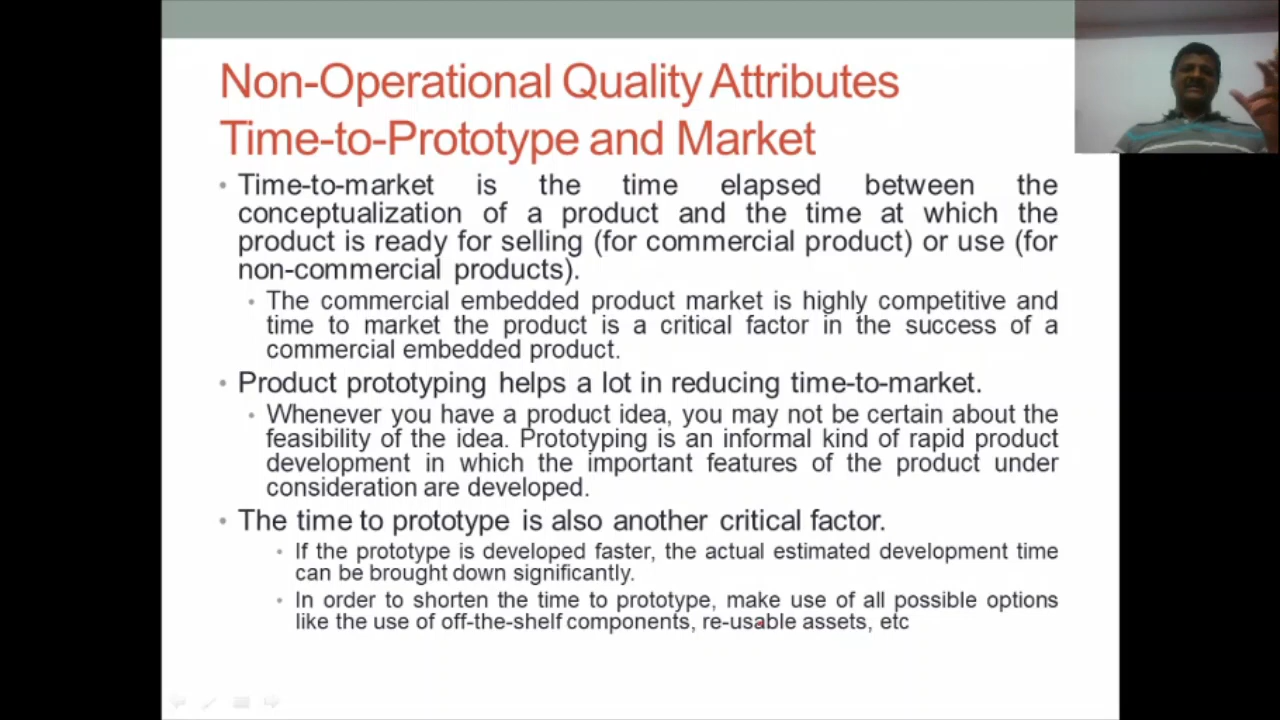 Non-Operational Quality Attributes
Time-to-Prototype and Market
• Time-to-market is the time elapsed between the
conceptualization of a product and the time at which the
product is ready for selling (for commercial product) or use (for
non-commercial products).
• The commercial embedded product market is highly competitive and
time to market the product is a critical factor in the success of a
commercial embedded product.
• Product prototyping helps a lot in reducing time-to-market.
• Whenever you have a product idea, you may not be certain about the
feasibility of the idea. Prototyping is an informal kind of rapid product
development in which the important features of the product under
consideration are developed.
• The time to prototype is also another critical factor.
• If the prototype is developed faster, the actual estimated development time
can be brought down significantly.
• In order to shorten the time to prototype, make use of all possible options
like the use of off-the-shelf components, re-usable assets, etc